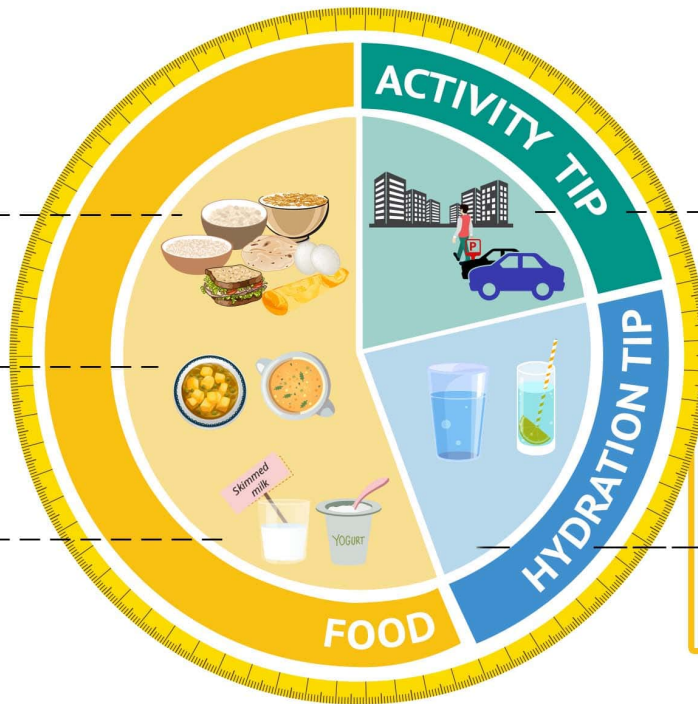 ACTIVITY TIP
P
HYDRATION TIP
Skimmed
milk
YOGURT
FOOD